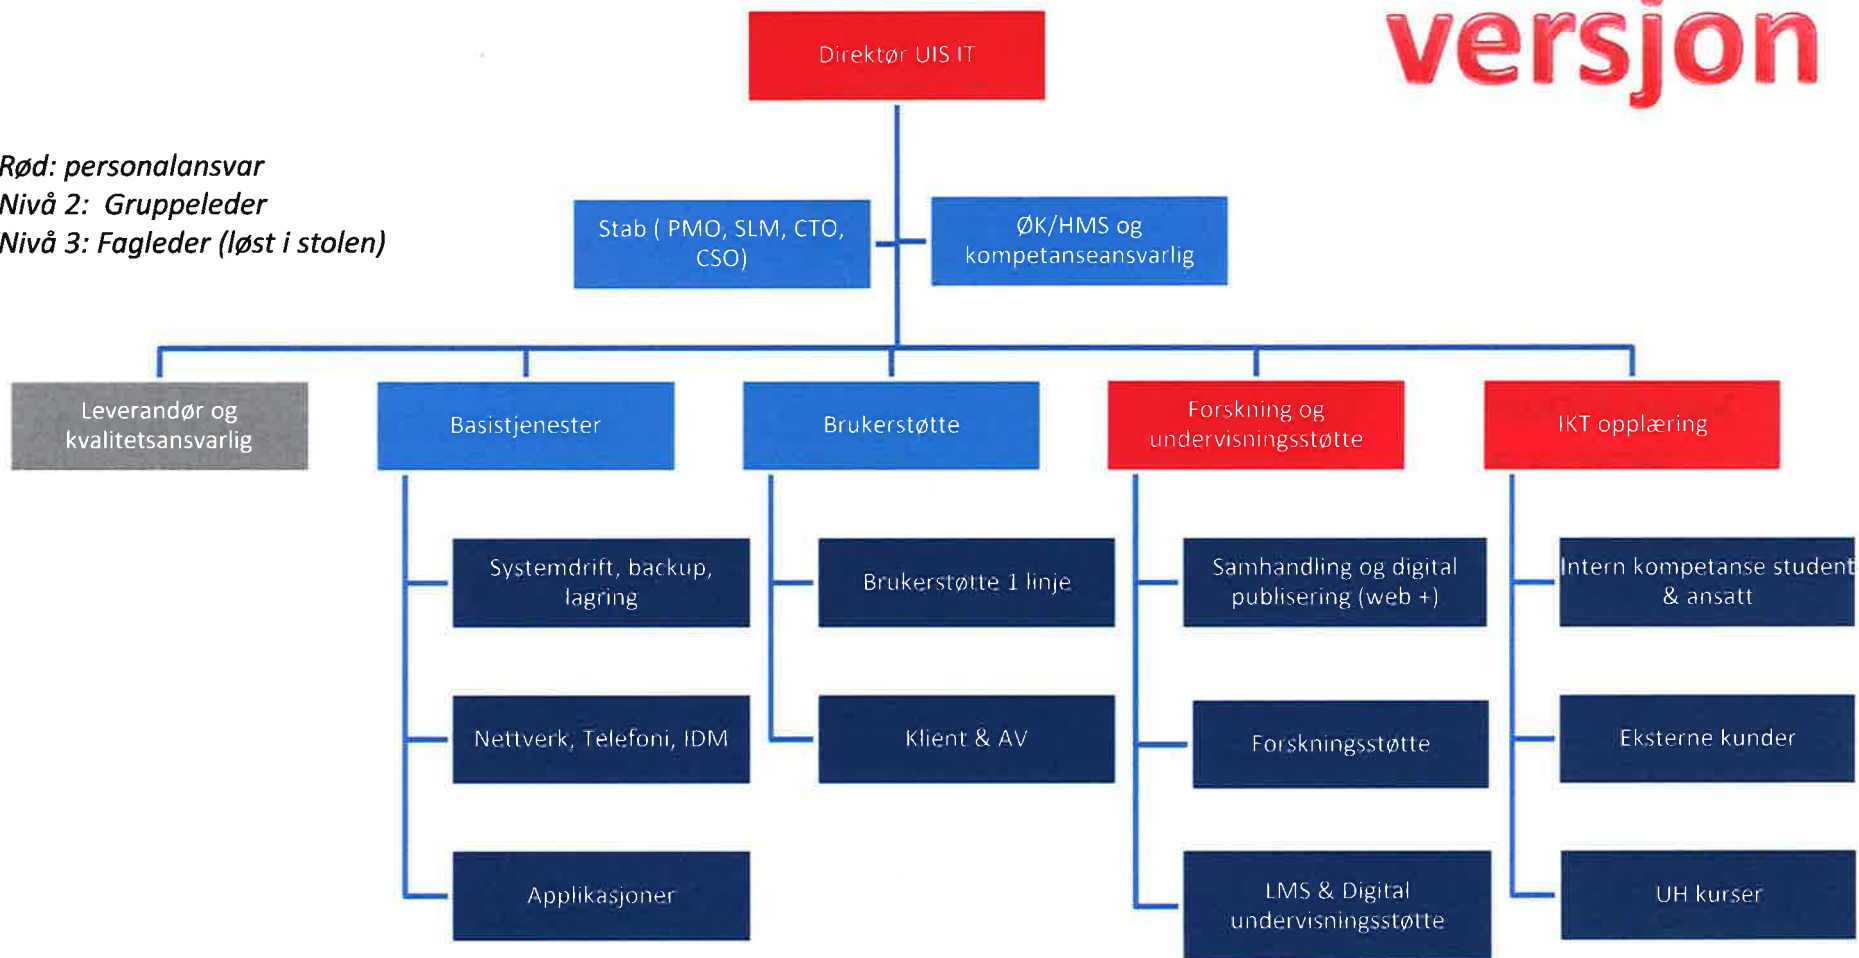 versjon
Direktør UIS IT
Rød: personalansvar
Nivå 2: Gruppeleder
Nivå 3: Fagleder (løst i stolen)
Stab ( PMO, SLM, CTO,
CSO)
ØK/HMS og
kompetanseansvarlig
Leverandør og
kvalitetsansvarlig
Basistjenester
Brukerstøtte
Forskning og
undervisningsstøtte
IKT opplæring
Systemdrift, backup,
lagring
Nettverk, Telefoni, IDM
Applikasjoner
Brukerstøtte 1 linje
Klient & AV
Samhandling og digital
publisering (web +)
Forskningsstøtte
LMS & Digital
undervisningsstøtte
Intern kompetanse student
& ansatt
Eksterne kunder
UH kurser